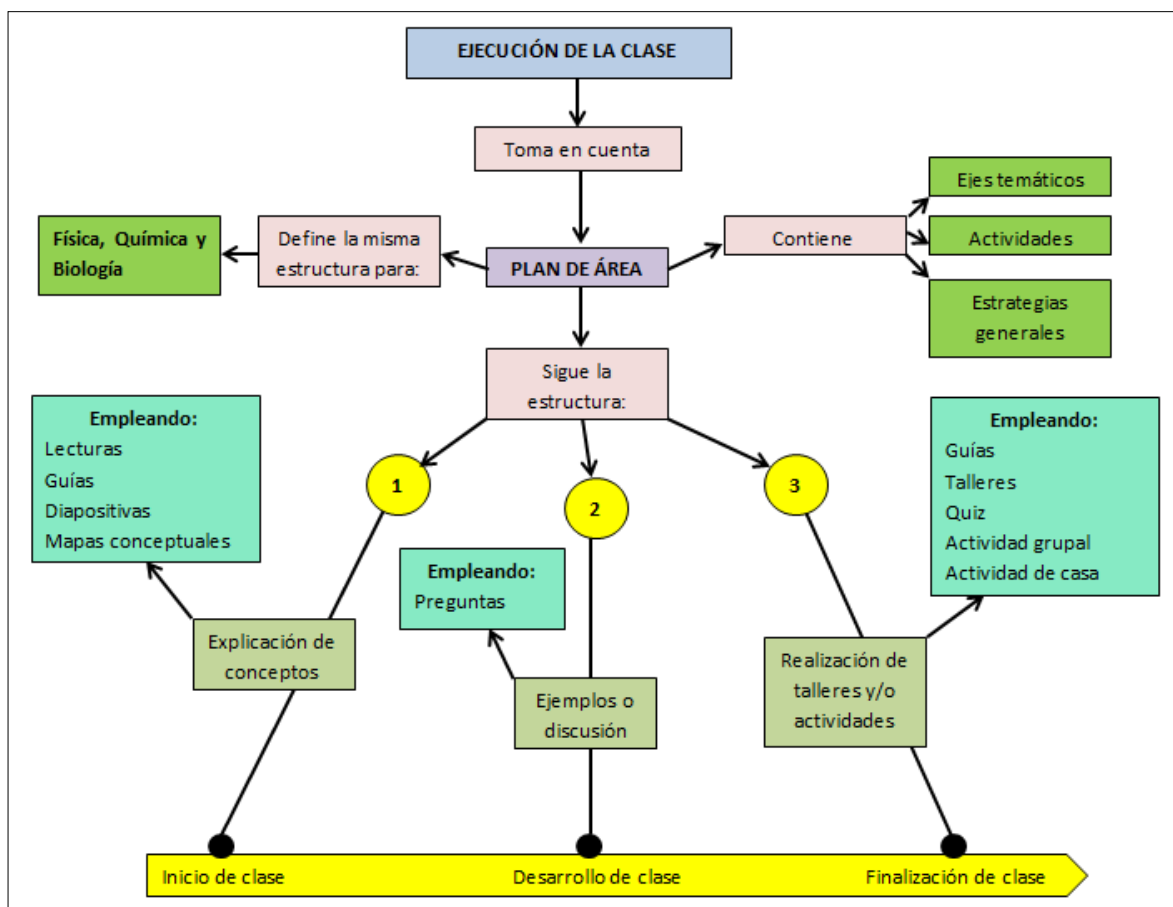 EJECUCIÓN DE LA CLASE
Toma en cuenta
Ejes temáticos
Física, Química y
Biología
Define la misma
estructura para:
PLAN DE ÁREA
Contiene
Actividades
Estrategias
generales
Sigue la
estructura:
Empleando:
Lecturas
Guías
Diapositivas
Mapas conceptuales
1
2
3
Empleando:
Guías
Talleres
Quiz
Actividad grupal
Actividad de casa
Empleando:
Preguntas
Explicación de
conceptos
Ejemplos o
discusión
Realización de
talleres y/o
actividades
Inicio de clase
Desarrollo de clase
Finalización de clase